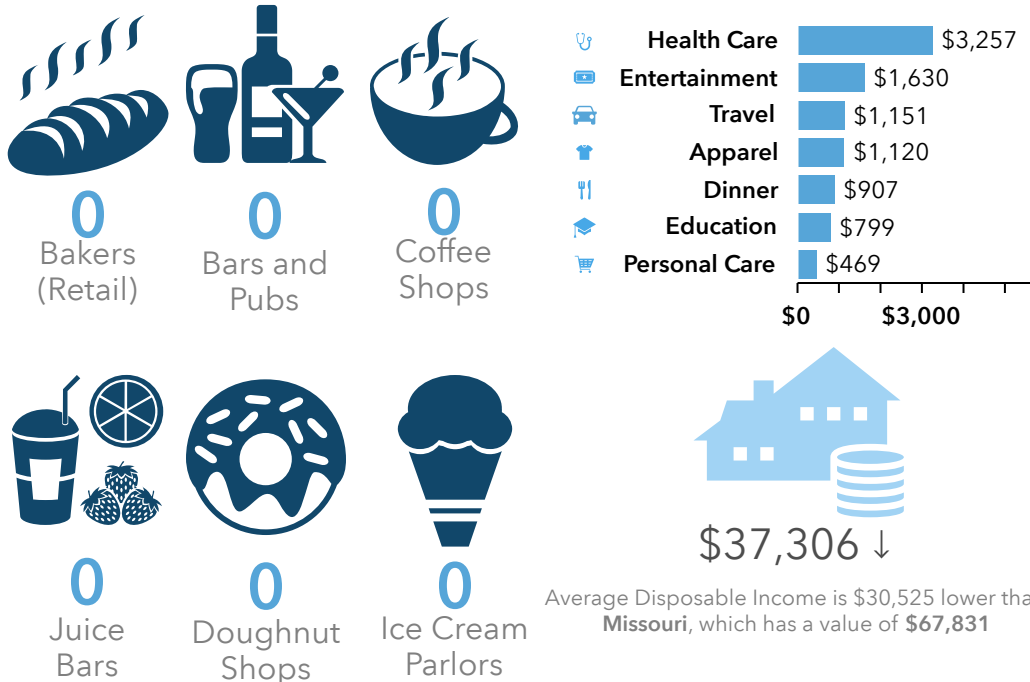 0
Bakers
(Retail)
0
Bars and
Pubs
0
Coffee
Shops
0
Juice
Bars
0
Doughnut
Shops
0
Ice Cream
Parlors
Health Care $3,257
Entertainment $1,630
Travel $1,151
Apparel $1,120
Dinner $907
Education $799
Personal Care $469
$0 $3,000
$37,306 ↓
Average Disposable Income is $30,525 lower tha
Missouri, which has a value of $67,831